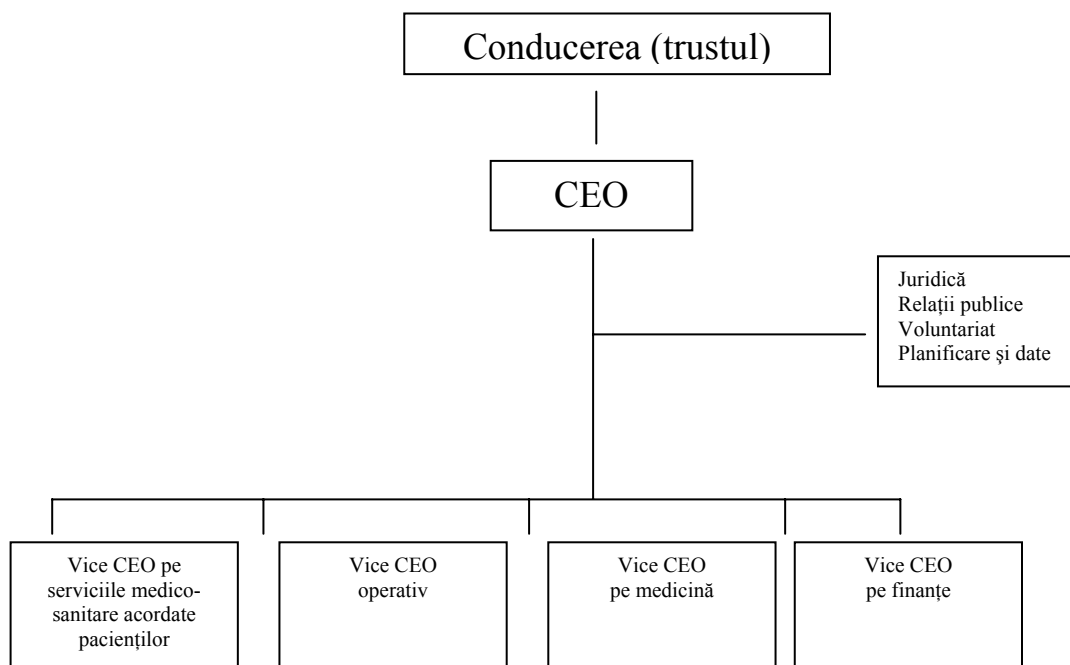 Conducerea (trustul)
CEO
Juridică
Relații publice
Voluntariat
Planificare şi date
Vice CEO pe
serviciile medico-
sanitare acordate
pacienților
Vice CEO
operativ
Vice CEO
pe medicină
Vice CEO
pe finanțe